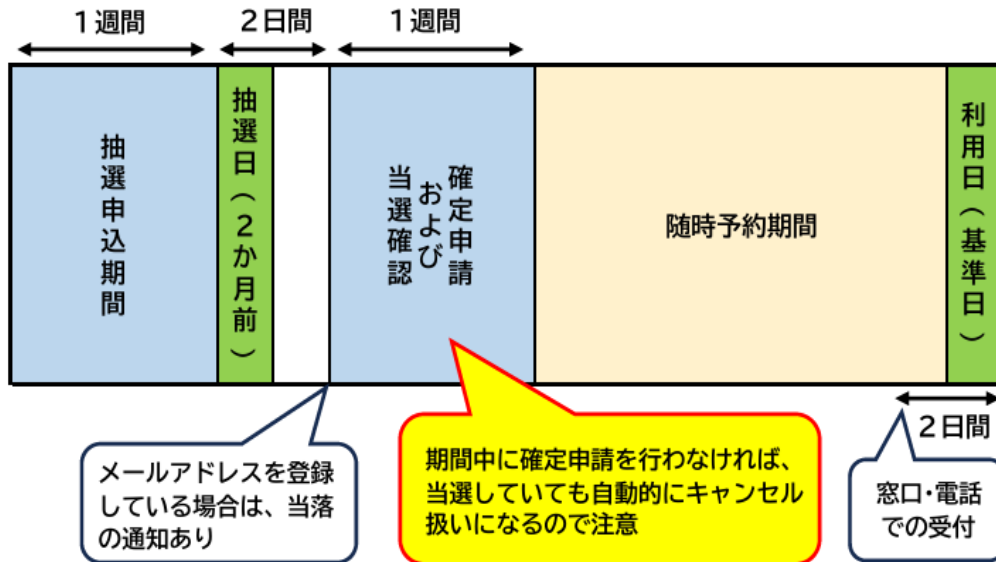 １週間
２日間
１週間
抽選申込期間
抽選日（２か月前）
当選確認
および
確定申請
随時予約期間
利用日（基準日）
２日間
メールアドレスを登録
している場合は、当落
の通知あり
期間中に確定申請を行わなければ、
当選していても自動的にキャンセル
扱いになるので注意
窓口・電話
での受付